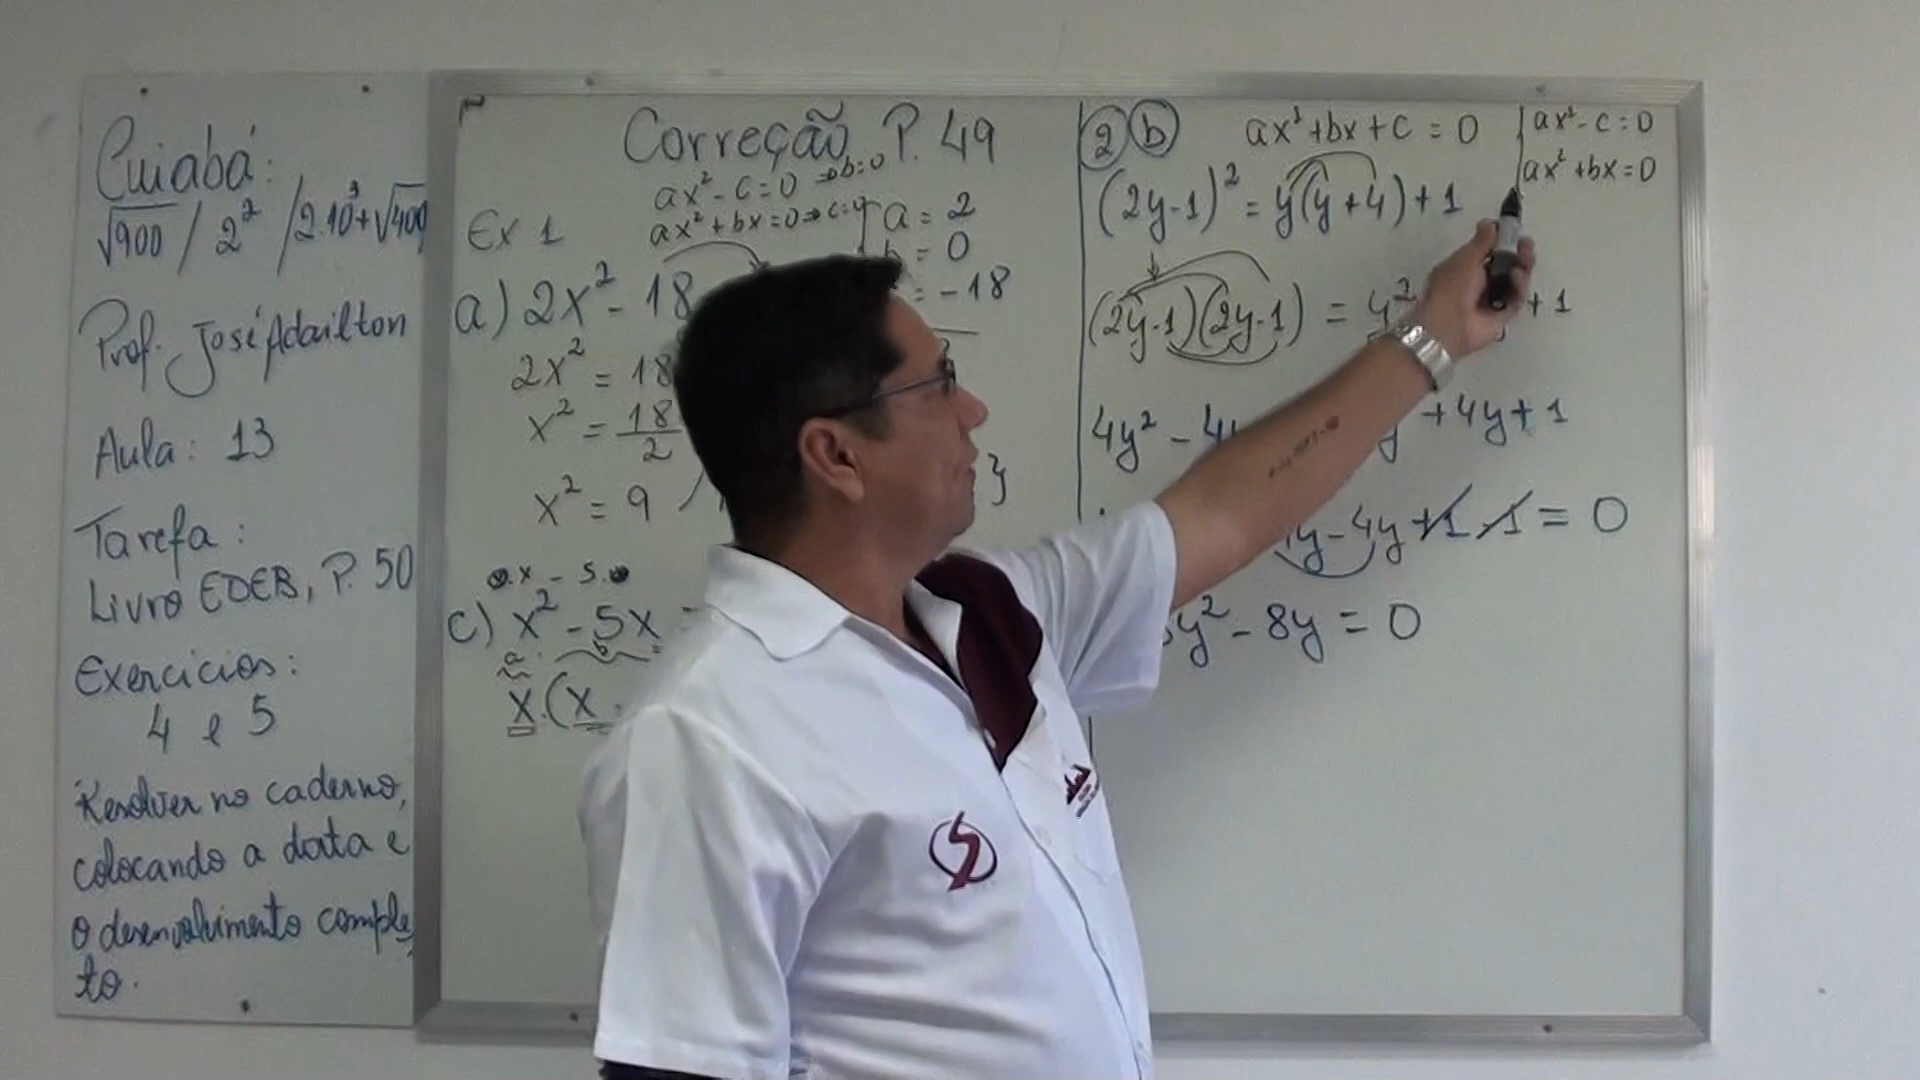 Cuiabá:
√900 / 2² / 2.10³+√400
Prof. José Adailton
Aula: 13
Tarefa:
Livro EDEB, P. 50
Exercícios:
4 e 5
Resolver no caderno,
colocando a data e
o desenvolvimento comple
to.
Correção P. 49
ax² - c = 0 → b=0
ax² + bx = 0 → c=0
Ex 1
a = 2
b = 0
= -18
a) 2x² - 18
2x² = 18
x² = 18/2
x² = 9
}
.x - 5.
c) x² - 5x
a b
x.(x
2 b
ax² + bx + c = 0
ax² - c = 0
ax² + bx = 0
(2y-1)² = y(y+4)+1
(2y-1)(2y-1) = y² +1
4y² - 4y +4y+1
y-4y+1-1 = 0
y² - 8y = 0